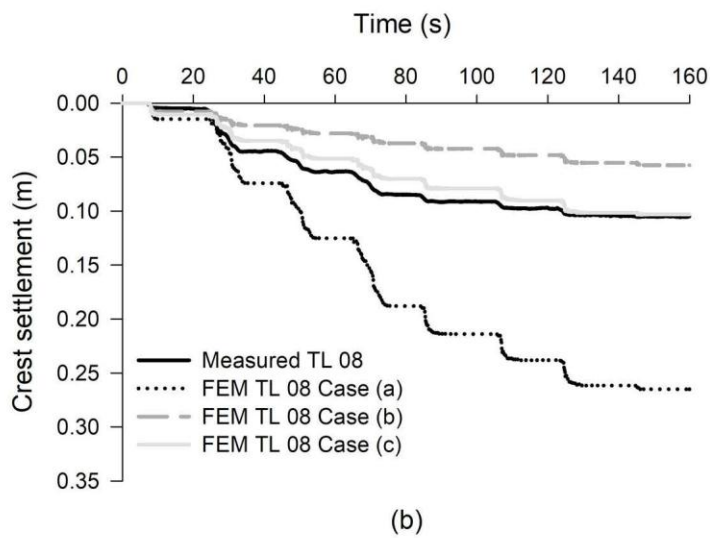 Time (s)
0 20 40 60 80 100 120 140 160
0.00
0.05
0.10
0.15
0.20
0.25
0.30
0.35
Crest settlement (m)
Measured TL 08
FEM TL 08 Case (a)
FEM TL 08 Case (b)
FEM TL 08 Case (c)
(b)